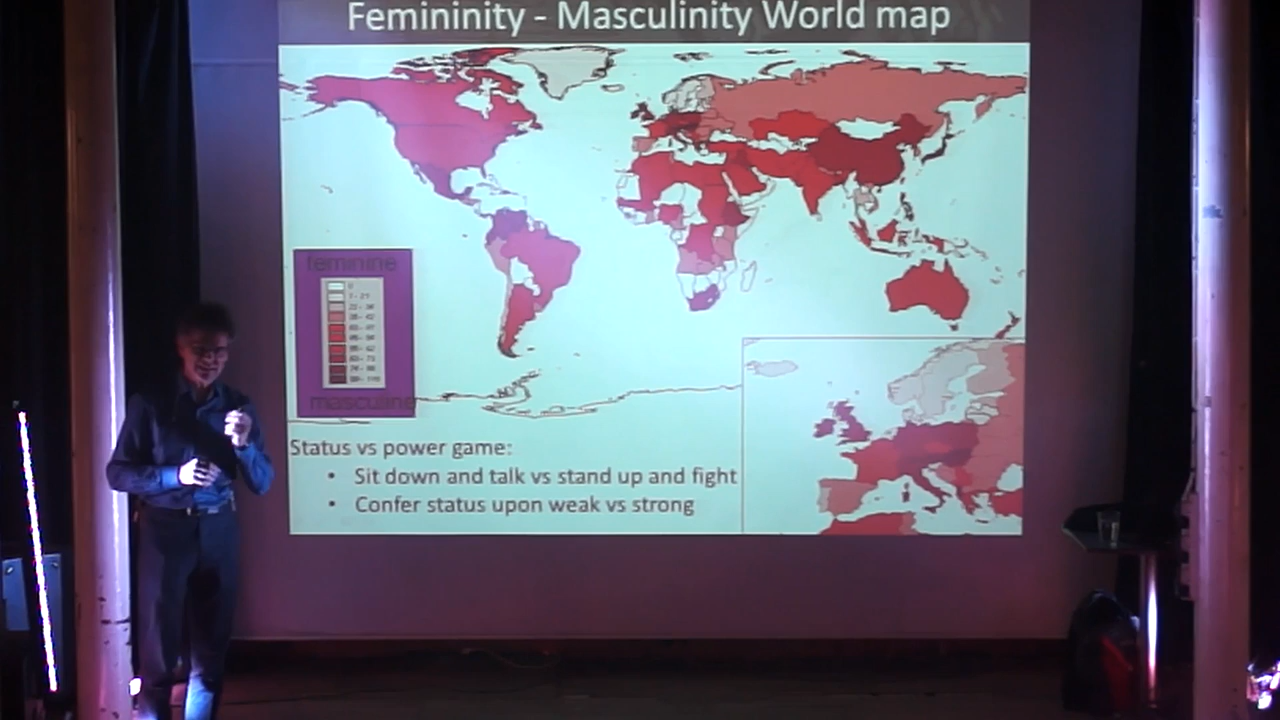 Femininity - Masculinity World map
feminine
0
masculine
Status vs power game:
• Sit down and talk vs stand up and fight
• Confer status upon weak vs strong